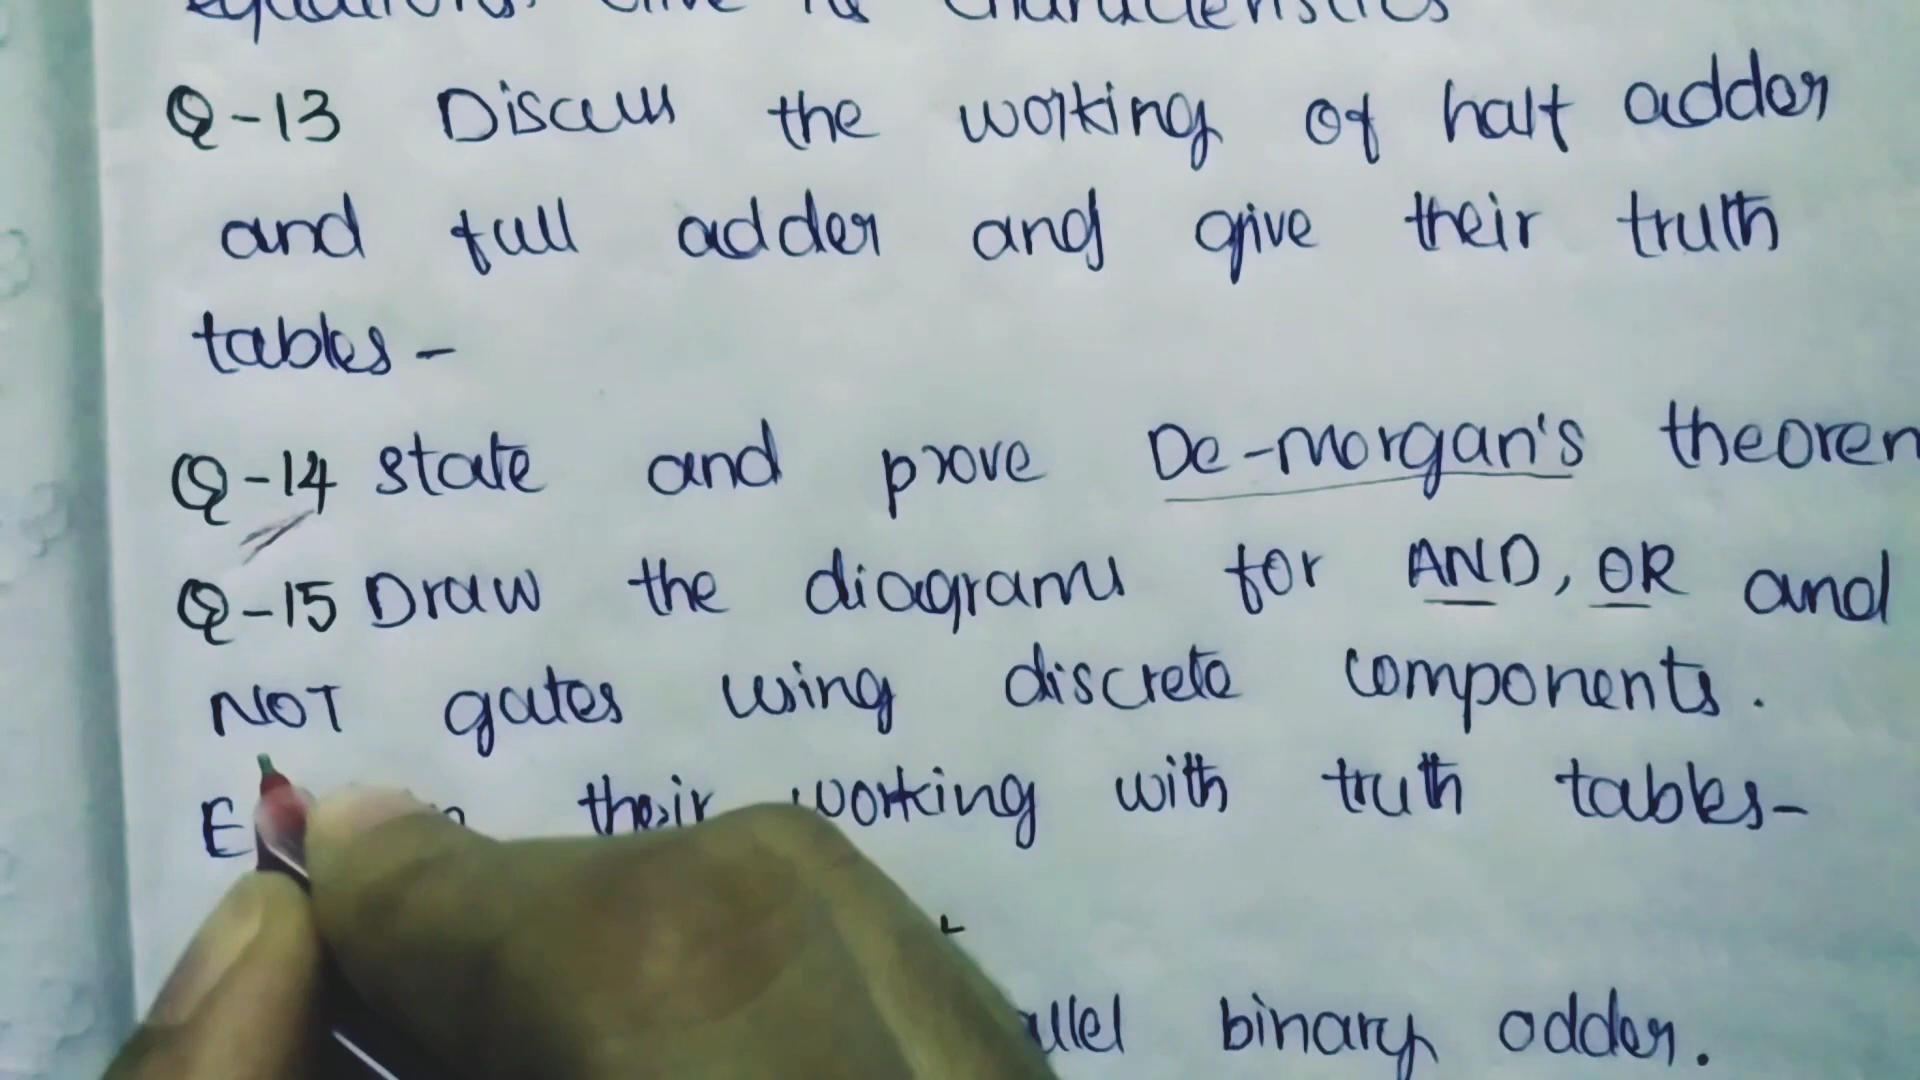 Q-13 Discuss the working of half adder
and full adder and give their truth
tables-
Q-14 state and prove De-Morgan's theorem
Q-15 Draw the diagrams for AND, OR and
NOT gates using discrete components.
their working with truth tables-
binary adder.